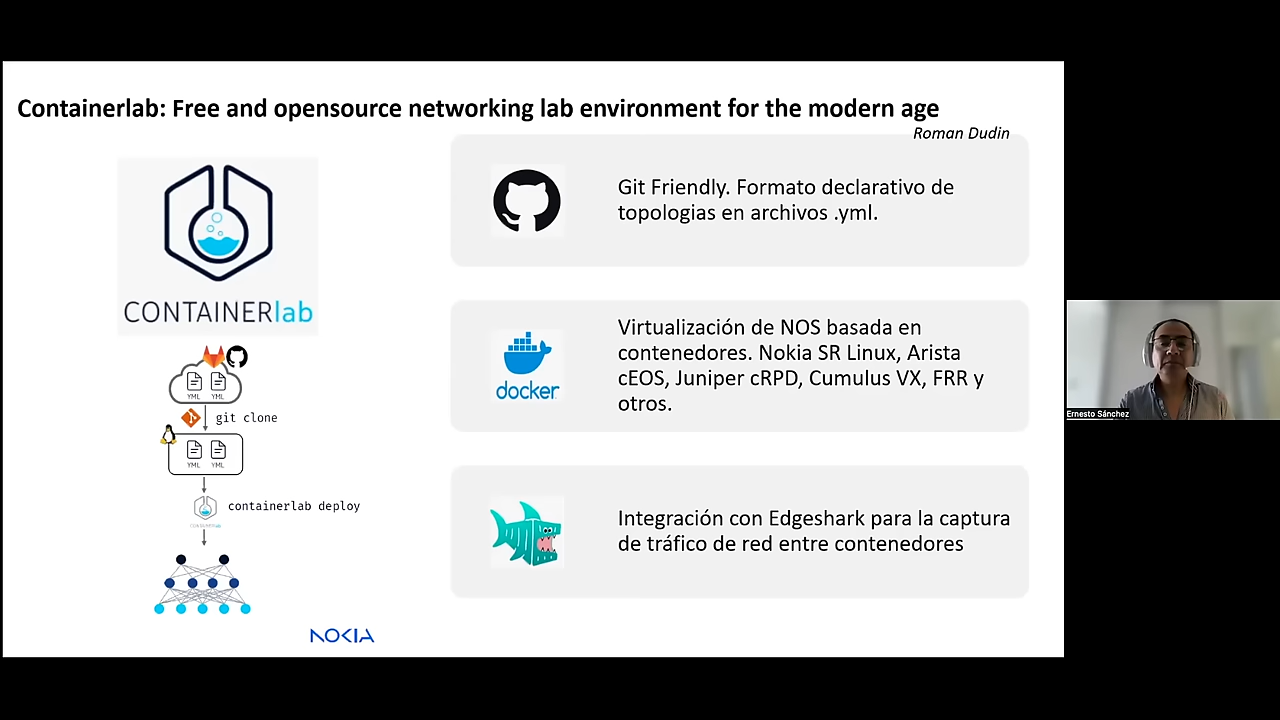 Containerlab: Free and opensource networking lab environment for the modern age
Roman Dudin
CONTAINERlab
YML YML
git clone
YML YML
containerlab deploy
NOKIA
Git Friendly. Formato declarativo de
topologias en archivos .yml.
docker
Virtualización de NOS basada en
contenedores. Nokia SR Linux, Arista
cEOS, Juniper cRPD, Cumulus VX, FRR y
otros.
Integración con Edgeshark para la captura
de tráfico de red entre contenedores
Ernesto Sánchez